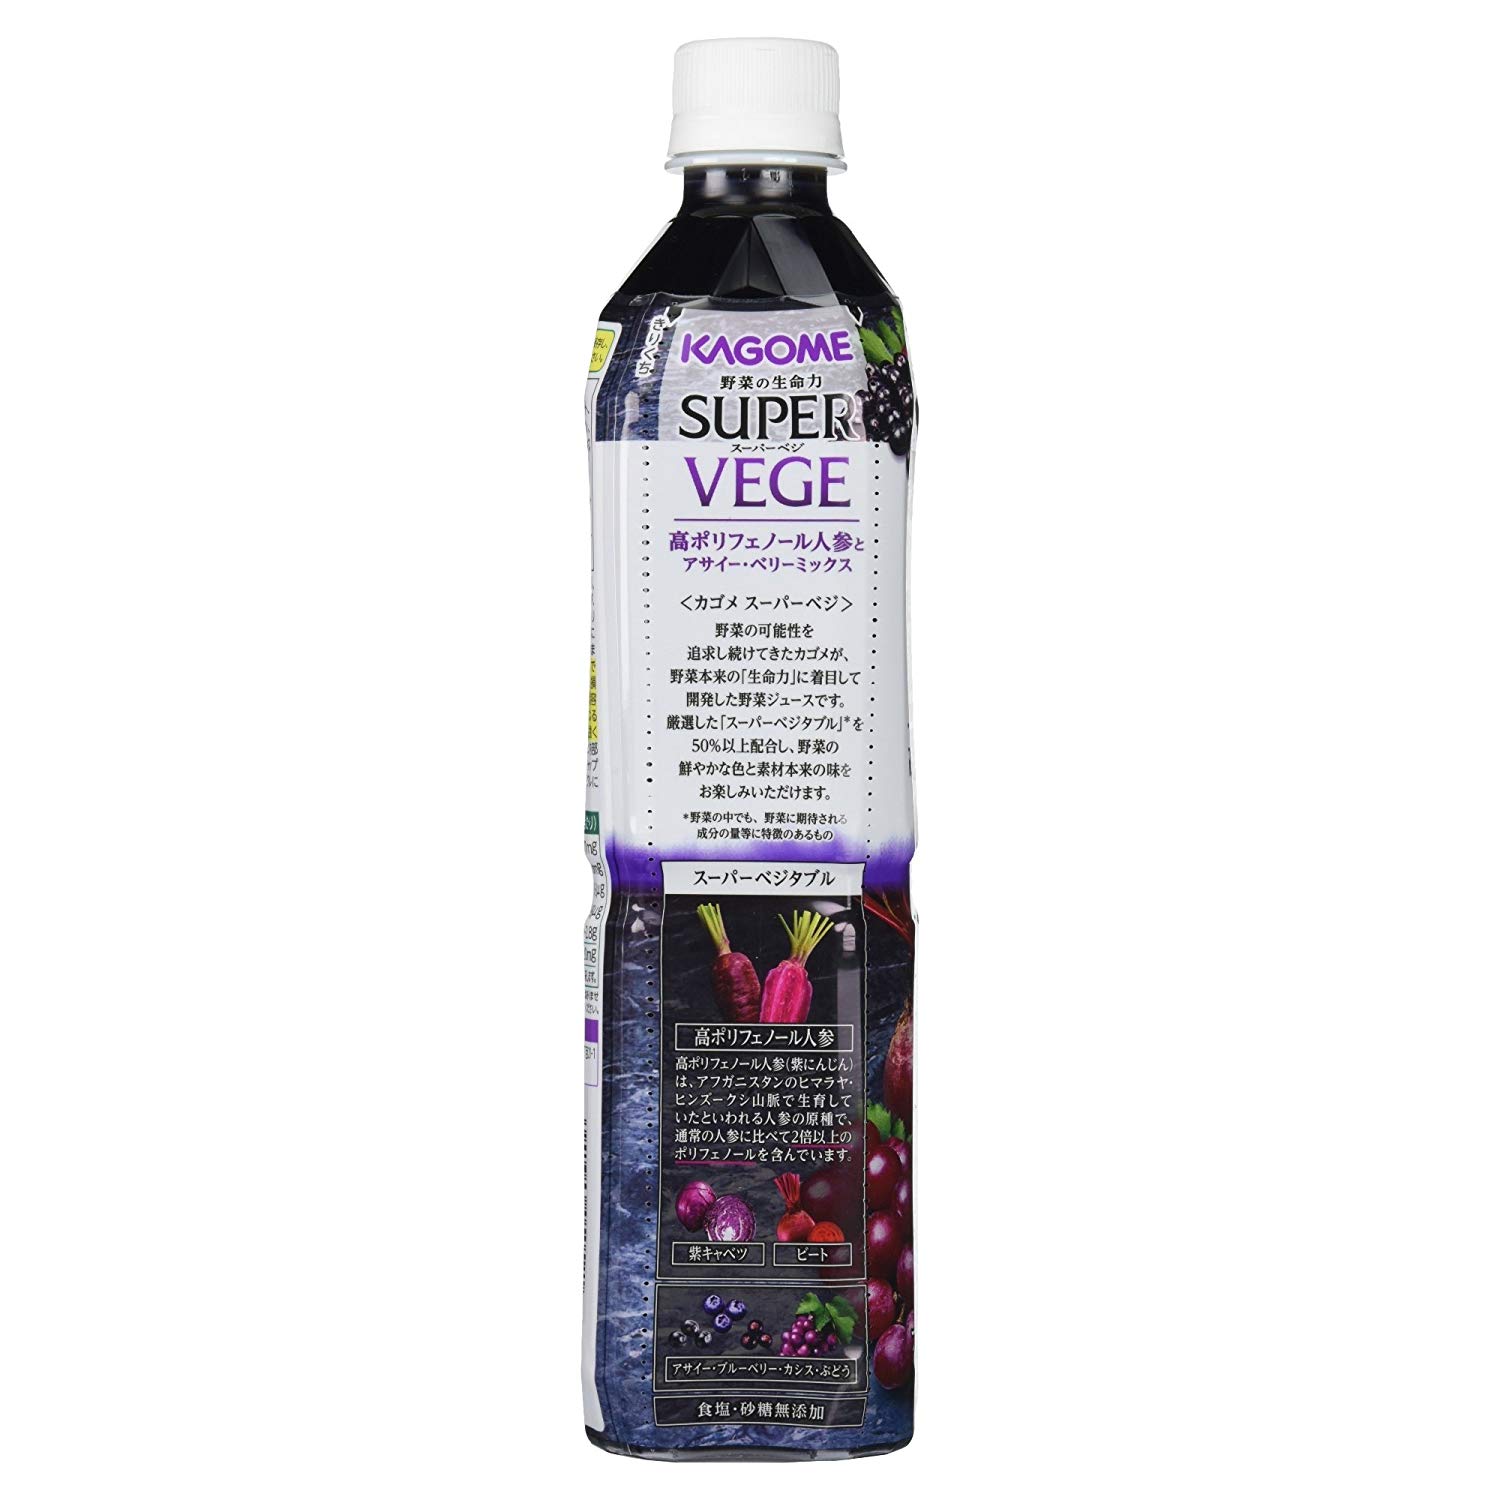 きりくち
KAGOME
野菜の生命力
SUPER
スーパーベジ
VEGE
高ポリフェノール人参と
アサイー・ベリーミックス
<カゴメ スーパーベジ>
野菜の可能性を
追求し続けてきたカゴメが、
野菜本来の「生命力」に着目して
開発した野菜ジュースです。
厳選した「スーパーベジタブル」*を
50%以上配合し、野菜の
鮮やかな色と素材本来の味を
お楽しみいただけます。
*野菜の中でも、野菜に期待される
成分の量等に特徴のあるもの
スーパーベジタブル
高ポリフェノール人参
高ポリフェノール人参(紫にんじん)
は、アフガニスタンのヒマラヤ・
ヒンズークシ山脈で生育して
いたといわれる人参の原種で、
通常の人参に比べて2倍以上の
ポリフェノールを含んでいます。
紫キャベツ
ビート
アサイー・ブルーベリー・カシス・ぶどう
食塩・砂糖無添加